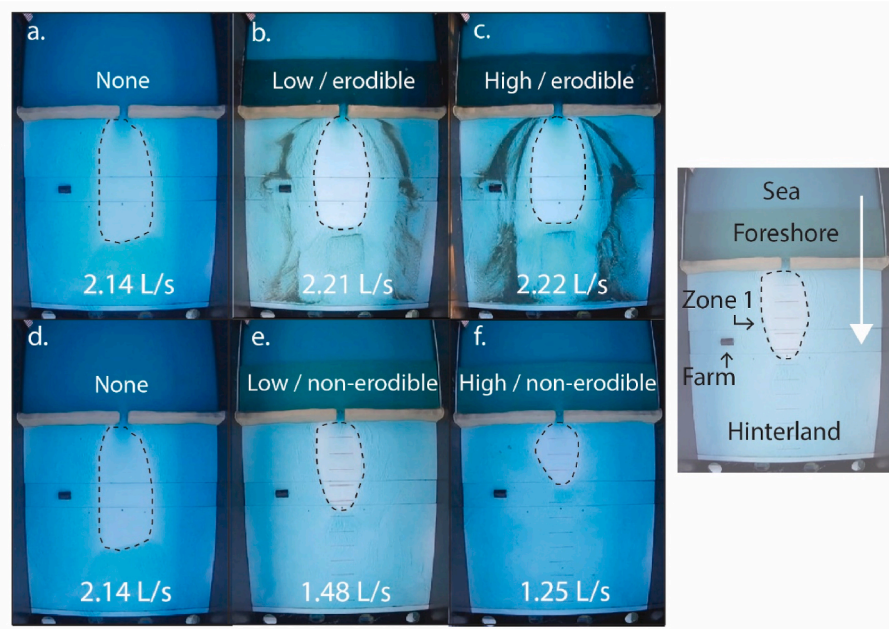 a.
None
2.14 L/s
b.
Low / erodible
2.21 L/s
c.
High / erodible
2.22 L/s
d.
None
2.14 L/s
e.
Low / non-erodible
1.48 L/s
f.
High / non-erodible
1.25 L/s
Sea
Foreshore
Zone 1
Farm
Hinterland